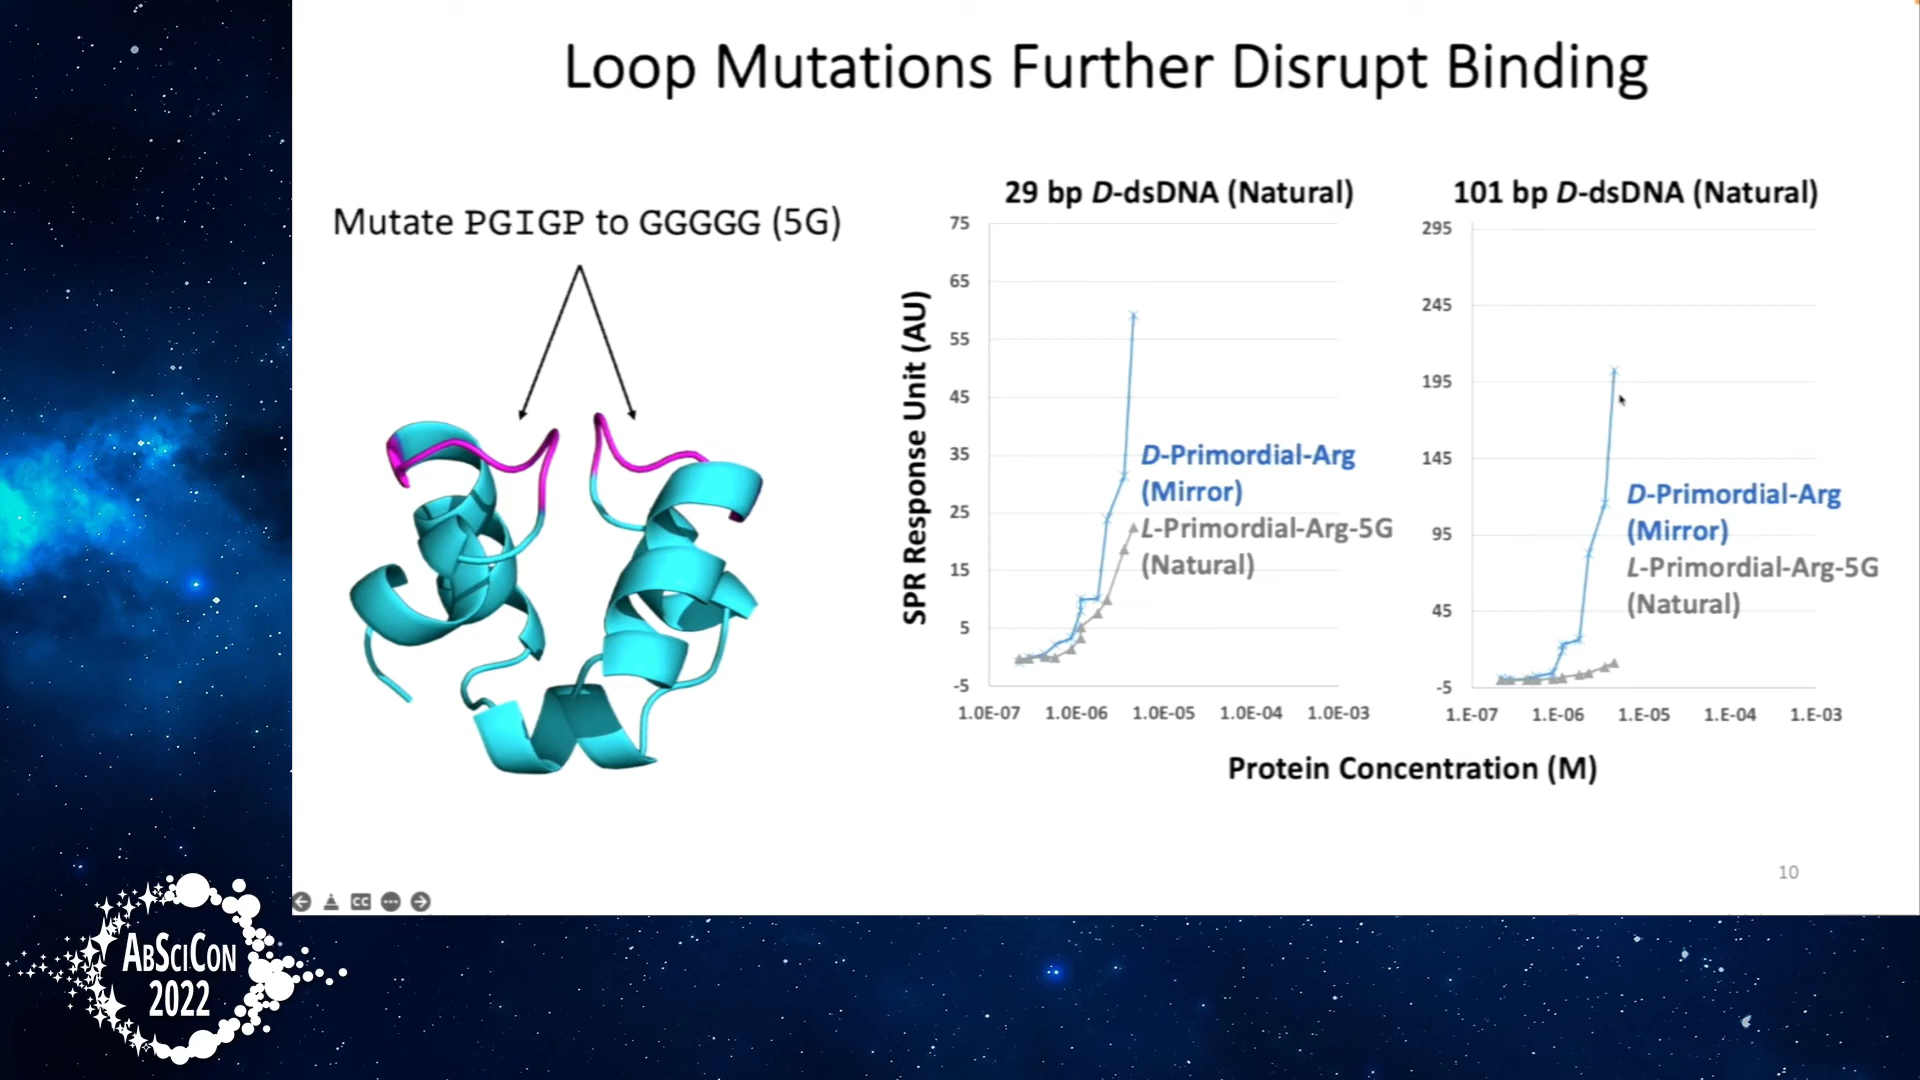 Loop Mutations Further Disrupt Binding
Mutate PGIGP to GGGGG (5G)
29 bp D-dsDNA (Natural)
SPR Response Unit (AU)
75
65
55
45
35
25
15
5
-5
1.0E-07 1.0E-06 1.0E-05 1.0E-04 1.0E-03
D-Primordial-Arg
(Mirror)
L-Primordial-Arg-5G
(Natural)
101 bp D-dsDNA (Natural)
295
245
195
145
95
45
-5
1.E-07 1.E-06 1.E-05 1.E-04 1.E-03
D-Primordial-Arg
(Mirror)
L-Primordial-Arg-5G
(Natural)
Protein Concentration (M)
10
CC
AbSciCon
2022